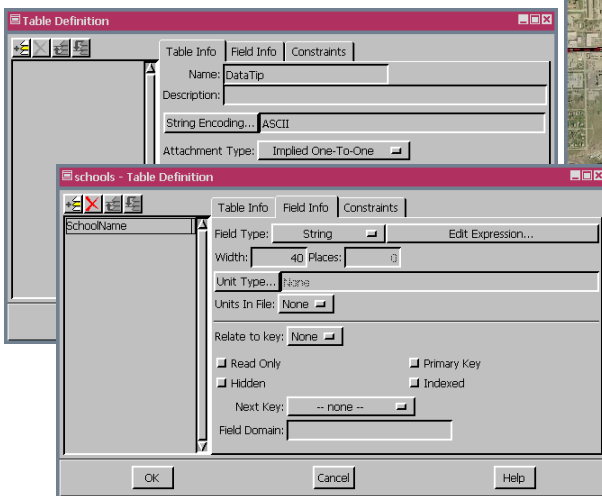 Table Definition
Table Info Field Info Constraints
Name: DataTip
Description:
String Encoding... ASCII
Attachment Type: Implied One-To-One
schools - Table Definition
Table Info Field Info Constraints
SchoolName
Field Type: String Edit Expression...
Width: 40 Places: 0
Unit Type... None
Units In File: None
Relate to key: None
Read Only Primary Key
Hidden Indexed
Next Key: -- none --
Field Domain:
OK Cancel Help